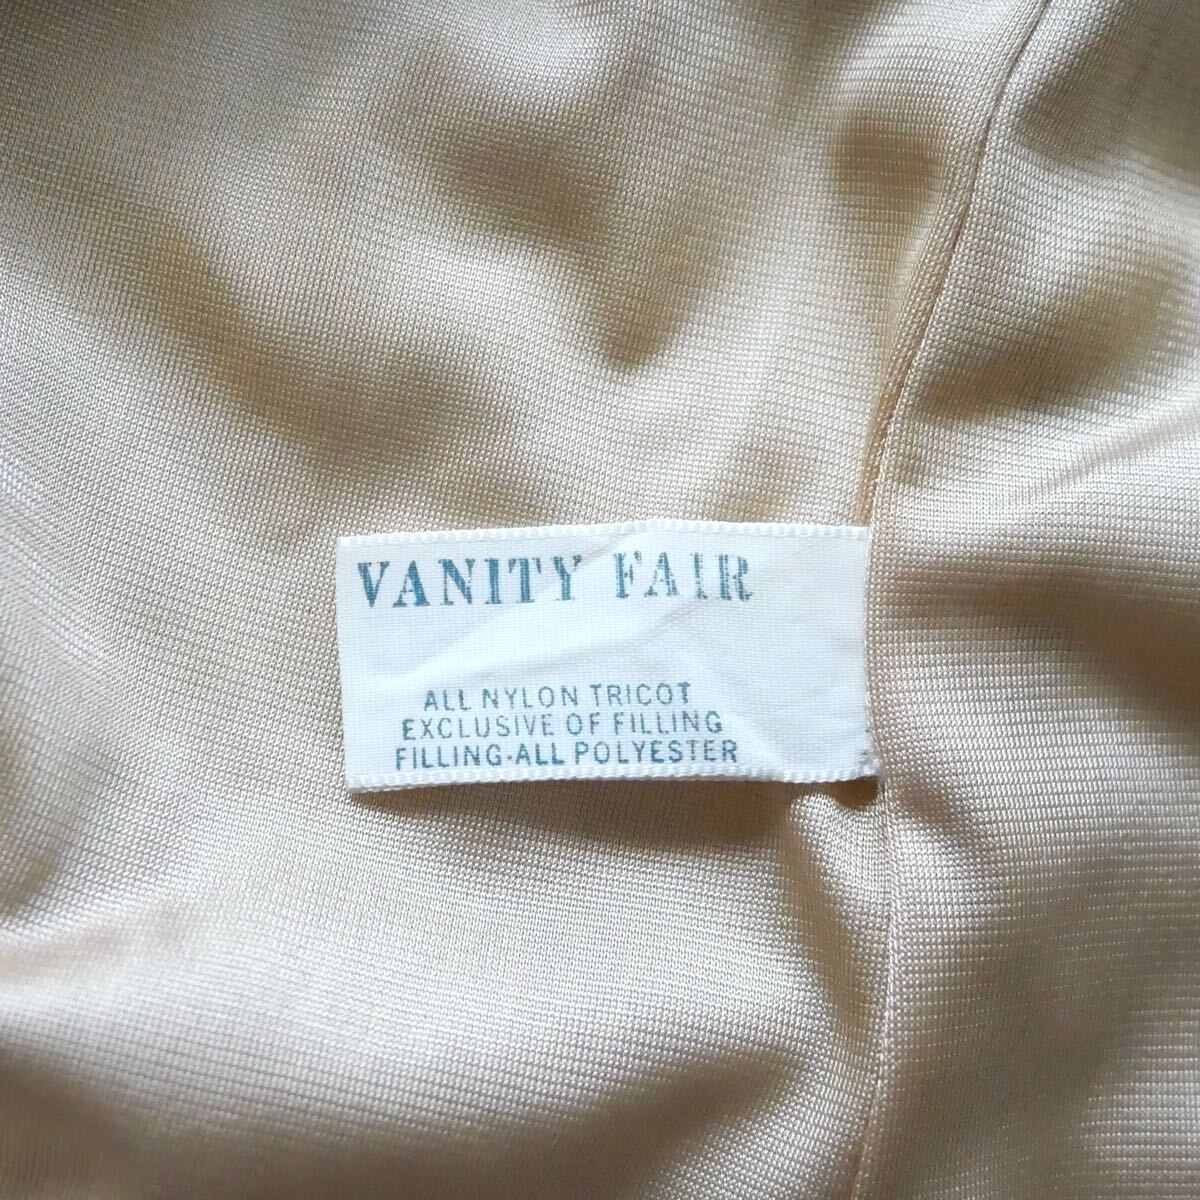 VANITY FAIR
ALL NYLON TRICOT
EXCLUSIVE OF FILLING
FILLING-ALL POLYESTER